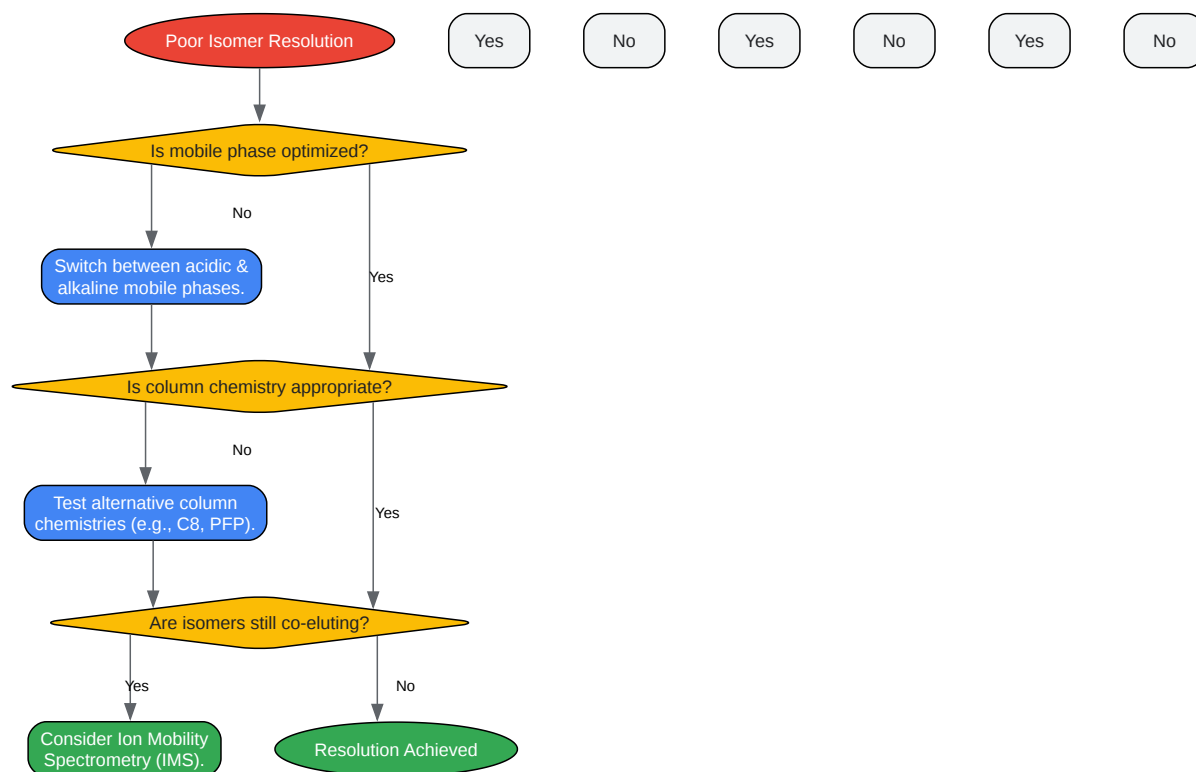 Poor Isomer Resolution
Yes
No
Yes
No
Yes
No
Is mobile phase optimized?
No
Switch between acidic &
alkaline mobile phases.
Yes
Is column chemistry appropriate?
No
Test alternative column
chemistries (e.g., C8, PFP).
Yes
Are isomers still co-eluting?
Yes
No
Consider Ion Mobility
Spectrometry (IMS).
Resolution Achieved